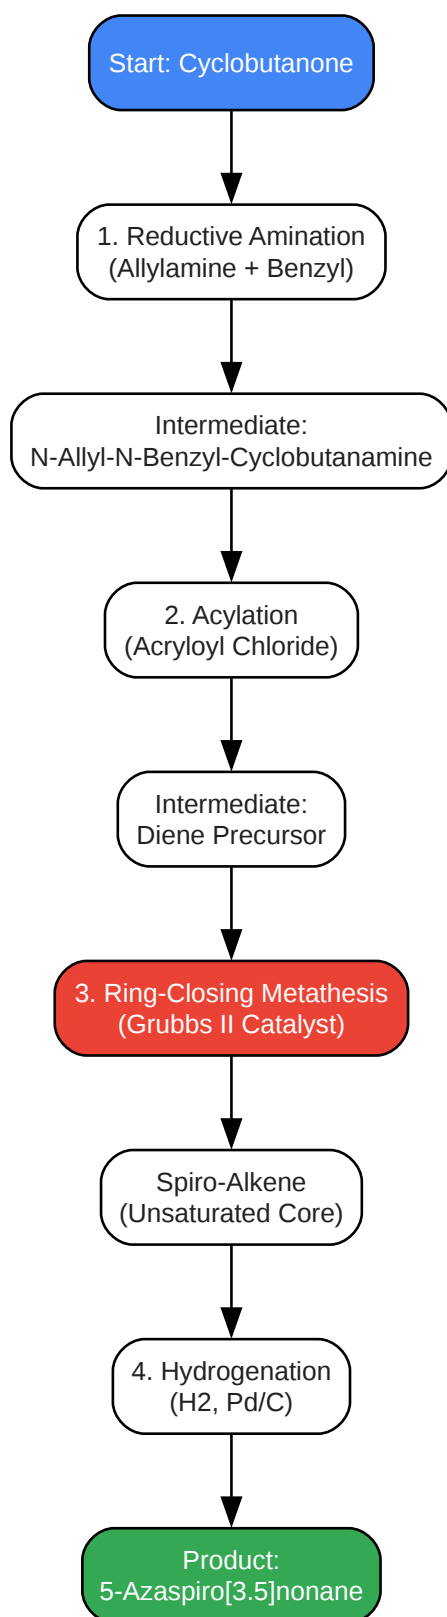 Start: Cyclobutanone
1. Reductive Amination
(Allylamine + Benzyl)
Intermediate:
N-Allyl-N-Benzyl-Cyclobutanamine
2. Acylation
(Acryloyl Chloride)
Intermediate:
Diene Precursor
3. Ring-Closing Metathesis
(Grubbs II Catalyst)
Spiro-Alkene
(Unsaturated Core)
4. Hydrogenation
(H2, Pd/C)
Product:
5-Azaspiro[3.5]nonane